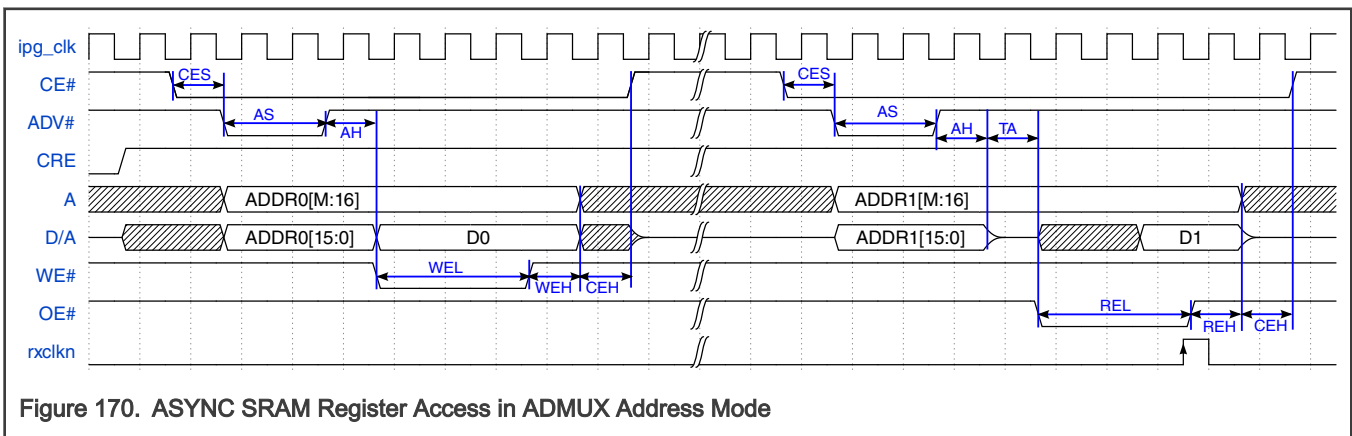 ipg_clk
CE# CES CES
ADV# AS AH AS AH TA
CRE
A ADDR0[M:16] ADDR1[M:16]
D/A ADDR0[15:0] D0 ADDR1[15:0] D1
WE# WEL WEH CEH
OE# REL REH CEH
rxclkn
Figure 170. ASYNC SRAM Register Access in ADMUX Address Mode